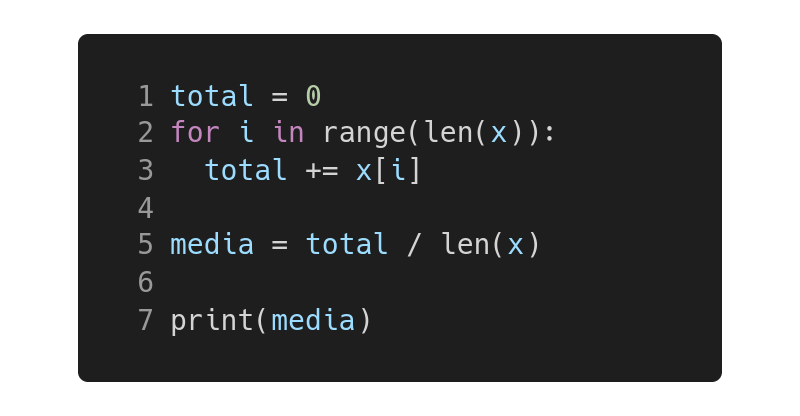 1 total = 0
2 for i in range(len(x)):
3   total += x[i]
4
5 media = total / len(x)
6
7 print(media)